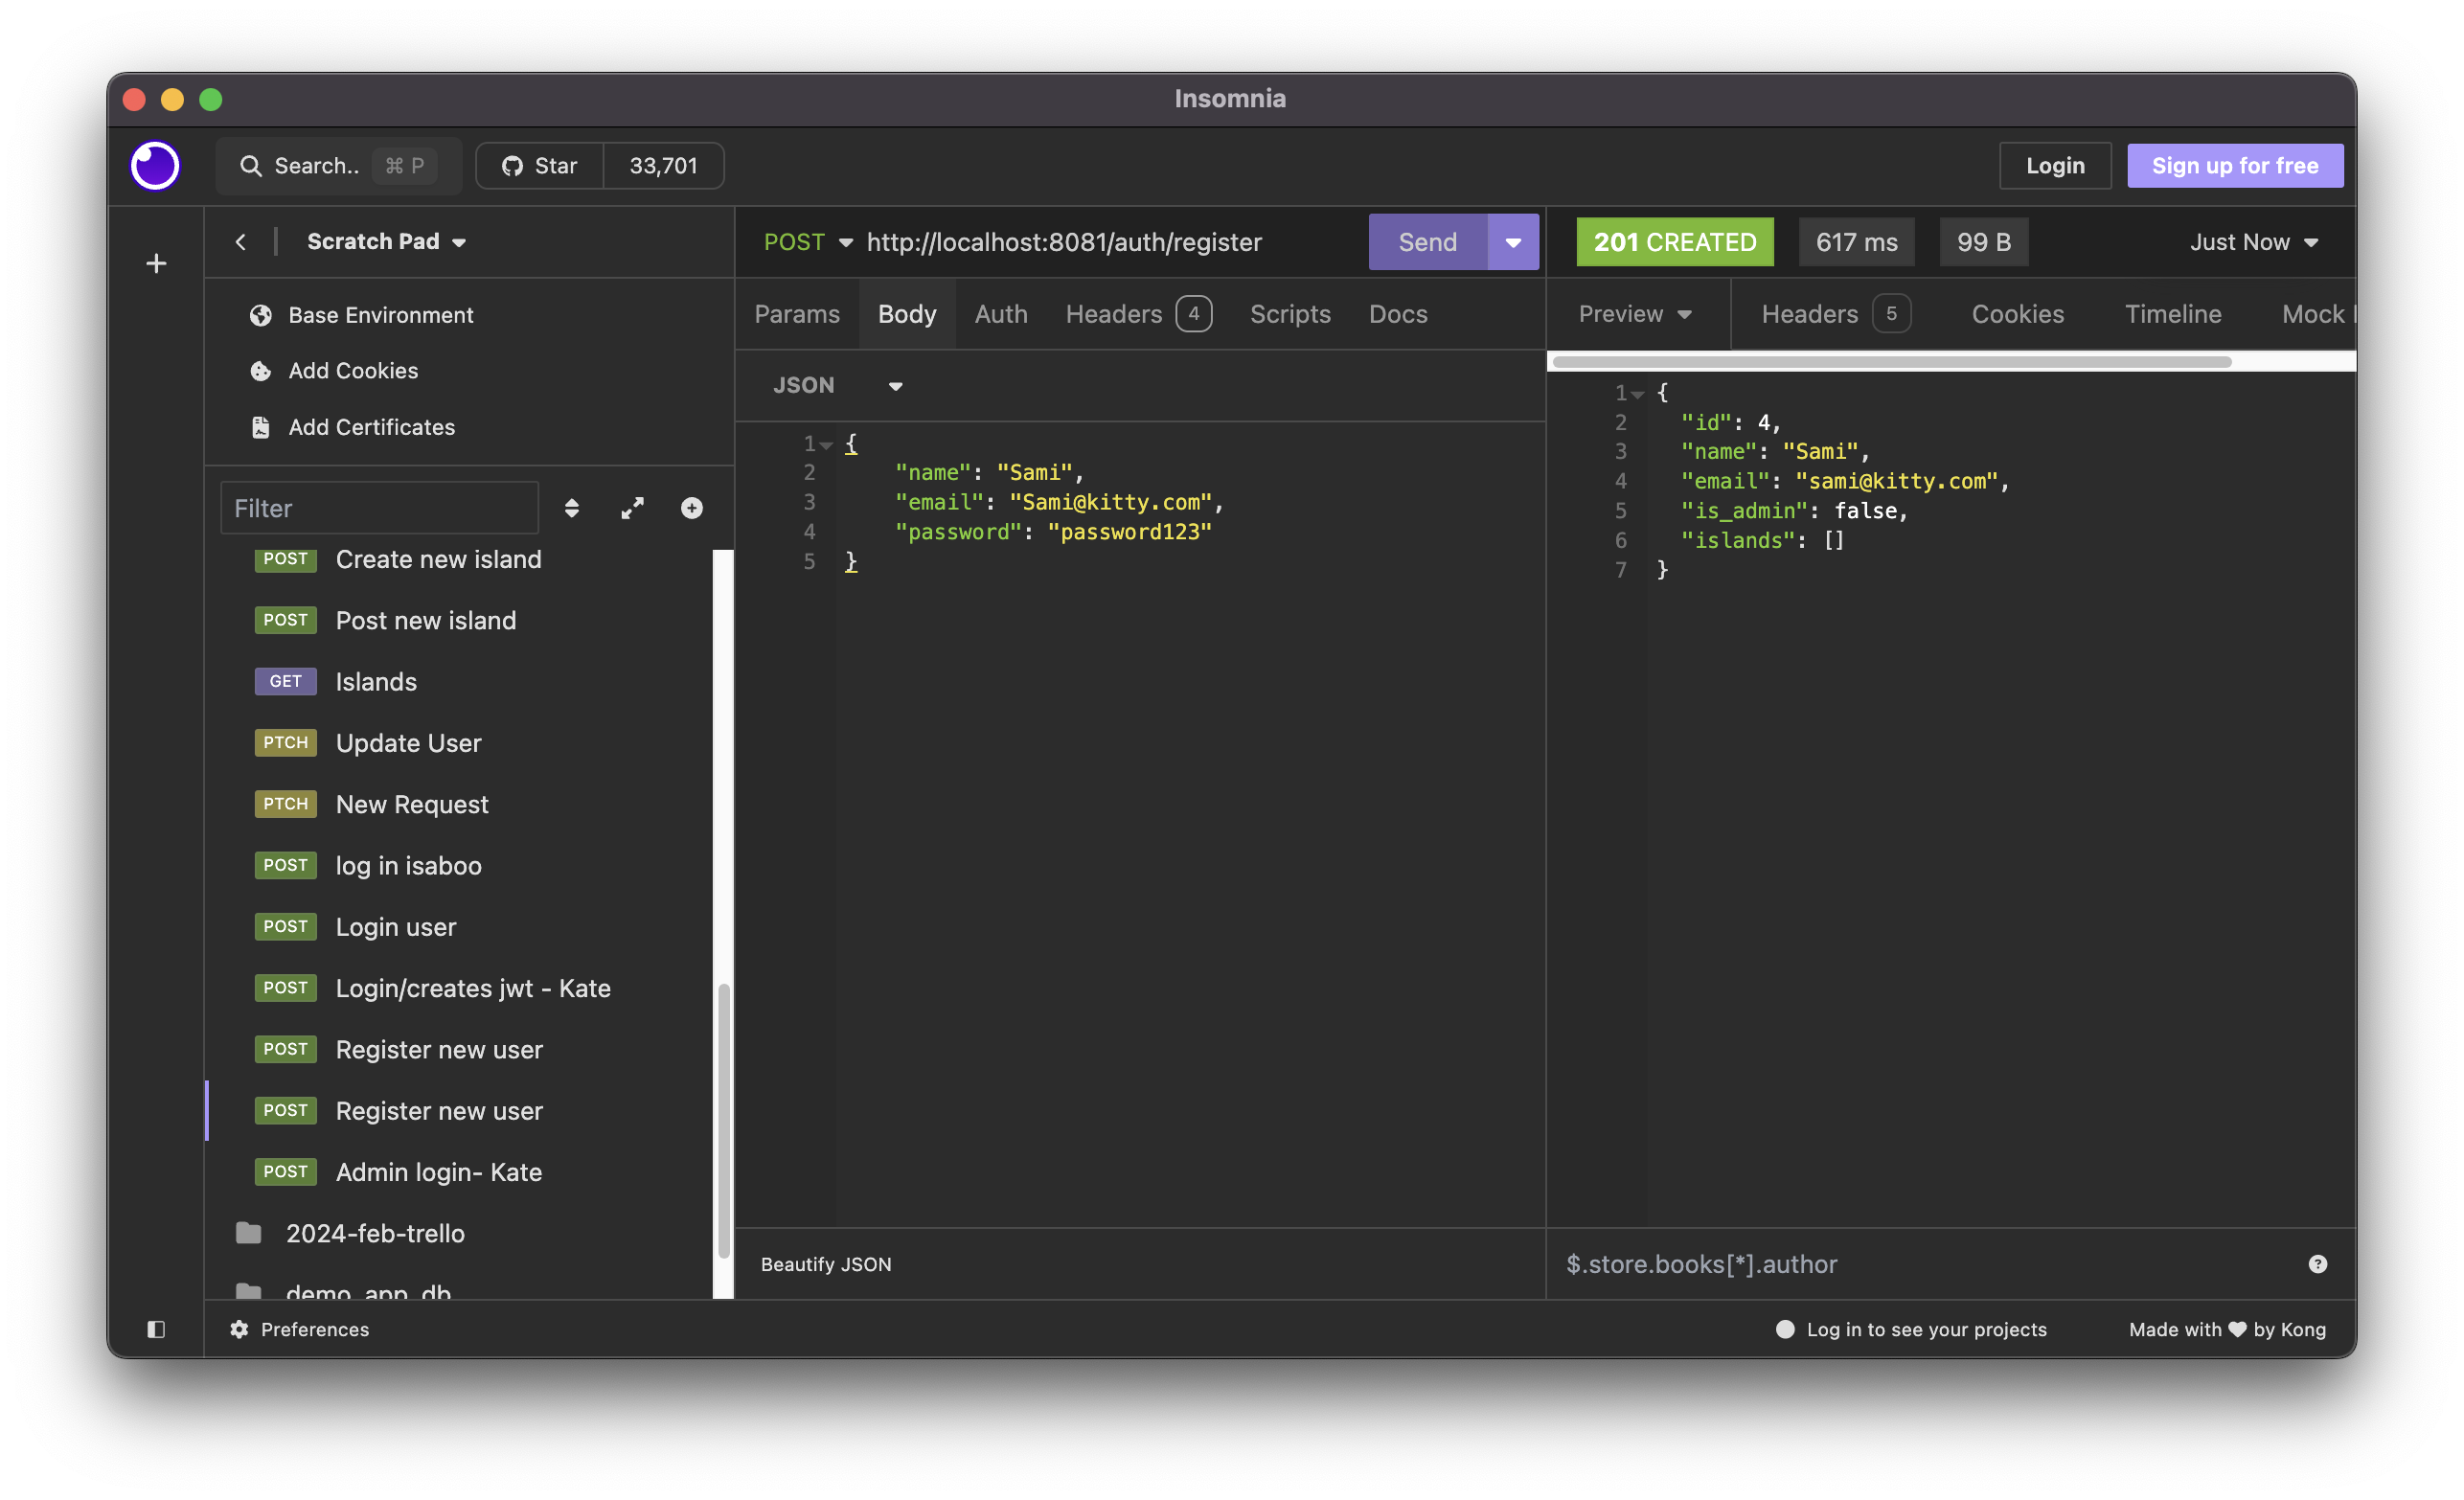 Insomnia
Search.. ⌘ P
Star 33,701
Login
Sign up for free
Scratch Pad
Base Environment
Add Cookies
Add Certificates
Filter
POST Create new island
POST Post new island
GET Islands
PTCH Update User
PTCH New Request
POST log in isaboo
POST Login user
POST Login/creates jwt - Kate
POST Register new user
POST Register new user
POST Admin login- Kate
2024-feb-trello
demo_app_db
Preferences
POST http://localhost:8081/auth/register
Send
Params Body Auth Headers 4 Scripts Docs
JSON
1 {
2 "name": "Sami",
3 "email": "Sami@kitty.com",
4 "password": "password123"
5 }
Beautify JSON
201 CREATED 617 ms 99 B Just Now
Preview Headers 5 Cookies Timeline Mock
1 {
2 "id": 4,
3 "name": "Sami",
4 "email": "sami@kitty.com",
5 "is_admin": false,
6 "islands": []
7 }
$.store.books[*].author
Log in to see your projects
Made with ♥ by Kong